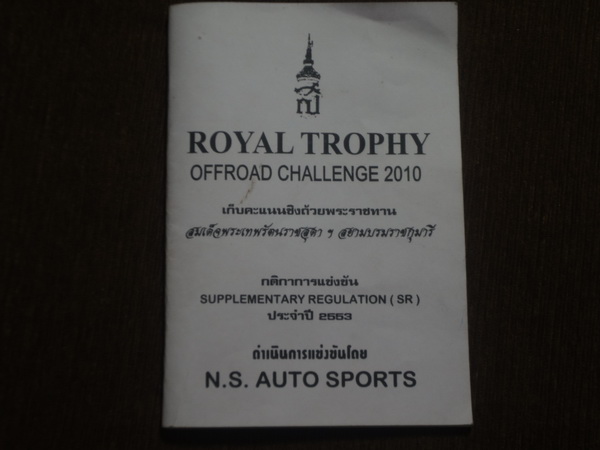 ROYAL TROPHY
OFFROAD CHALLENGE 2010
เก็บคะแนนชิงถ้วยพระราชทาน
สมเด็จพระเทพรัตนราชสุดา ฯ สยามบรมราชกุมารี
กติกาการแข่งขัน
SUPPLEMENTARY REGULATION ( SR )
ประจำปี 2553
ดำเนินการแข่งขันโดย
N.S. AUTO SPORTS